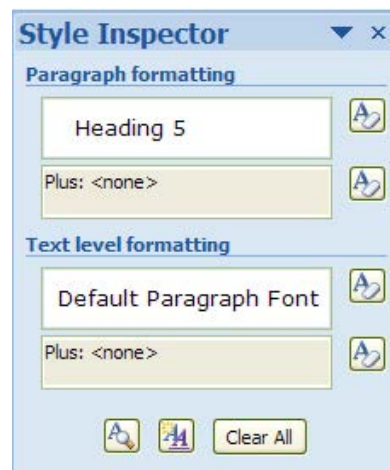 Style Inspector
Paragraph formatting
Heading 5
Plus: <none>
Text level formatting
Default Paragraph Font
Plus: <none>
Clear All